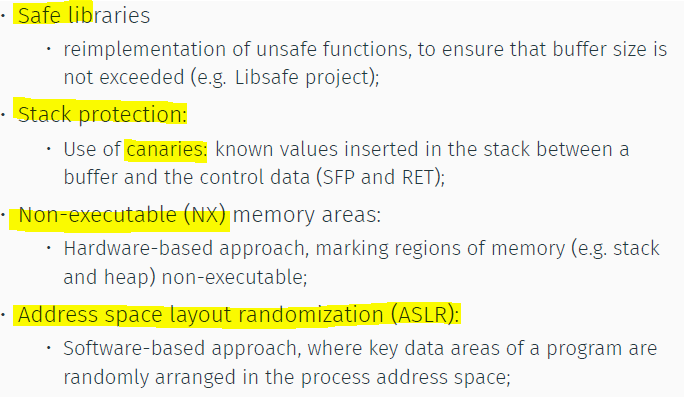 • Safe libraries
• reimplementation of unsafe functions, to ensure that buffer size is
not exceeded (e.g. Libsafe project);
• Stack protection:
• Use of canaries: known values inserted in the stack between a
buffer and the control data (SFP and RET);
• Non-executable (NX) memory areas:
• Hardware-based approach, marking regions of memory (e.g. stack
and heap) non-executable;
• Address space layout randomization (ASLR):
• Software-based approach, where key data areas of a program are
randomly arranged in the process address space;